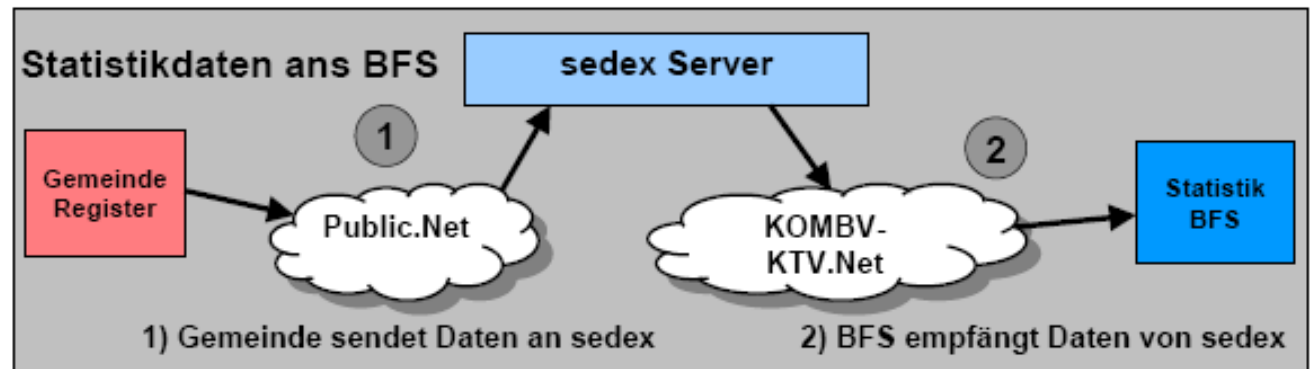 Statistikdaten ans BFS
sedex Server
1
2
Gemeinde
Register
Public.Net
KOMBV-
KTV.Net
Statistik
BFS
1) Gemeinde sendet Daten an sedex
2) BFS empfängt Daten von sedex